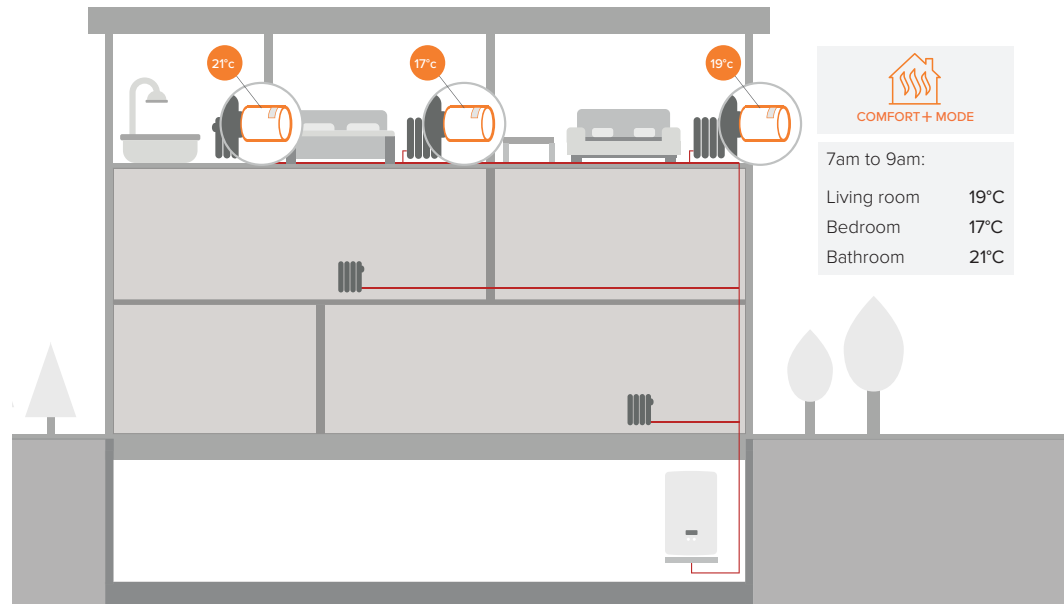 21°c
17°c
19°c
COMFORT+ MODE
7am to 9am:
Living room 19°C
Bedroom 17°C
Bathroom 21°C